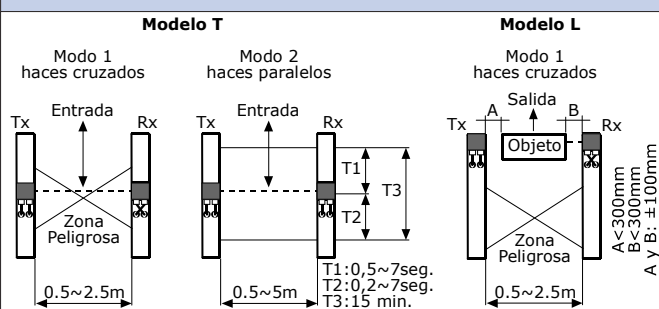 Modelo T
Modelo L
Modo 1
haces cruzados
Modo 2
haces paralelos
Modo 1
haces cruzados
Tx
Entrada
Rx
Zona
Peligrosa
0.5~2.5m
Tx
Entrada
Rx
T1
T2
T3
0.5~5m
T1:0,5~7seg.
T2:0,2~7seg.
T3:15 min.
Tx
A
Salida
B
Rx
Objeto
Zona
Peligrosa
0.5~2.5m
A<300mm
B<300mm
A y B: ±100mm